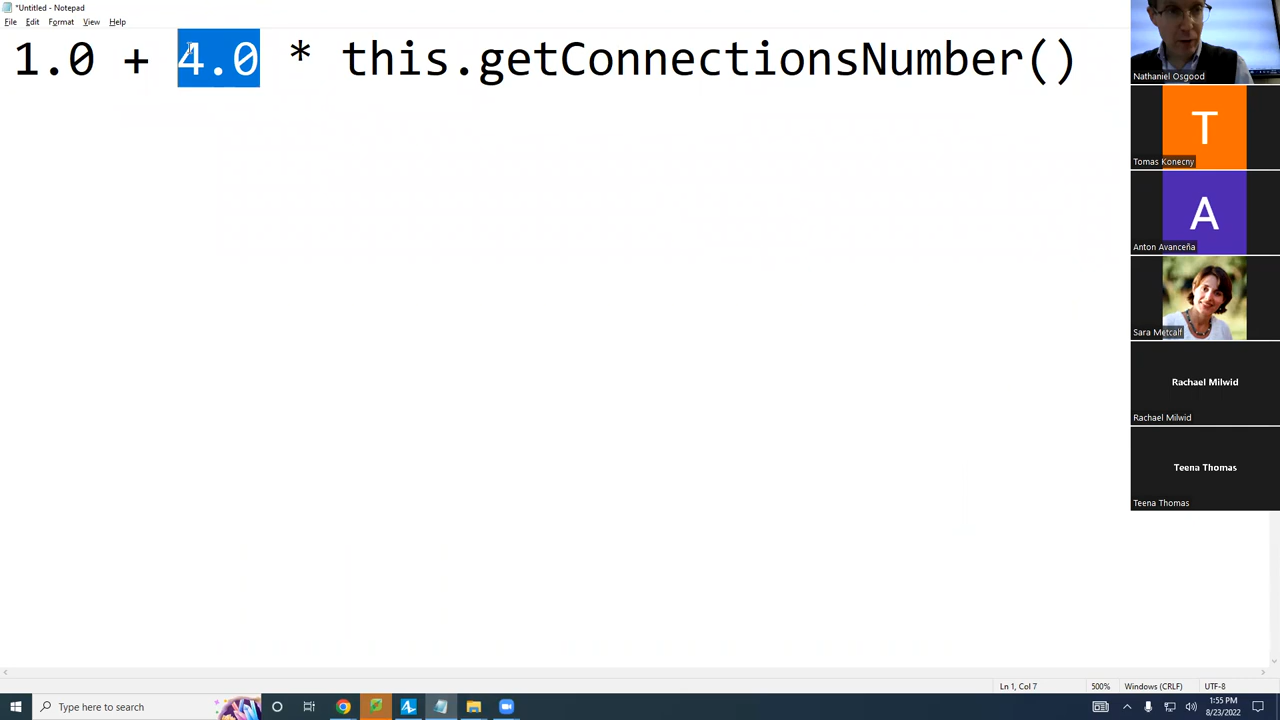 *Untitled - Notepad
File Edit Format View Help
1.0 + 4.0 * this.getConnectionsNumber()
Nathaniel Osgood
T
Tomas Konecny
A
Anton Avanceña
Sara Metcalf
Rachael Milwid
Rachael Milwid
Teena Thomas
Teena Thomas
Ln 1, Col 7
500%
Windows (CRLF)
UTF-8
Type here to search
1:55 PM
8/23/2022